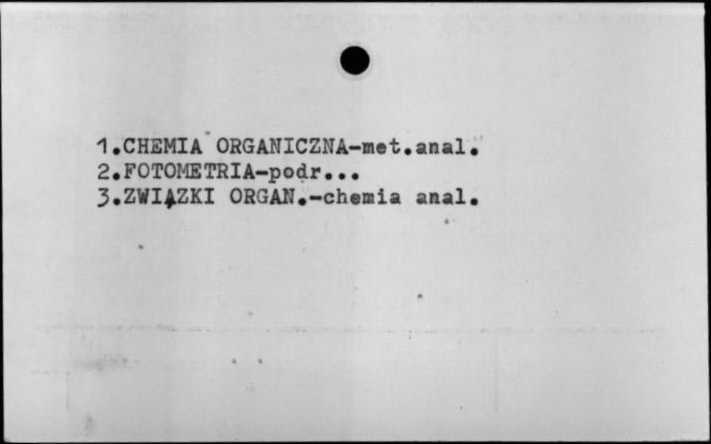 1.CHEMIA ORGANICZNA-met.anal.
2.FOTOMETRIA-podr...
3.ZWIĄZKI ORGAN.-chemia anal.